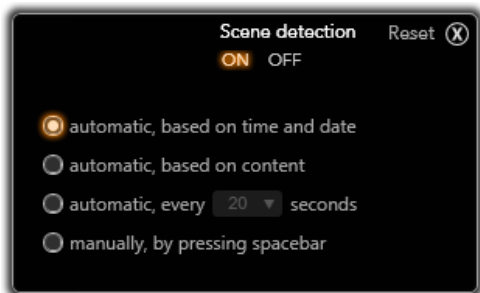 Scene detection Reset X
ON OFF
automatic, based on time and date
automatic, based on content
automatic, every 20 seconds
manually, by pressing spacebar